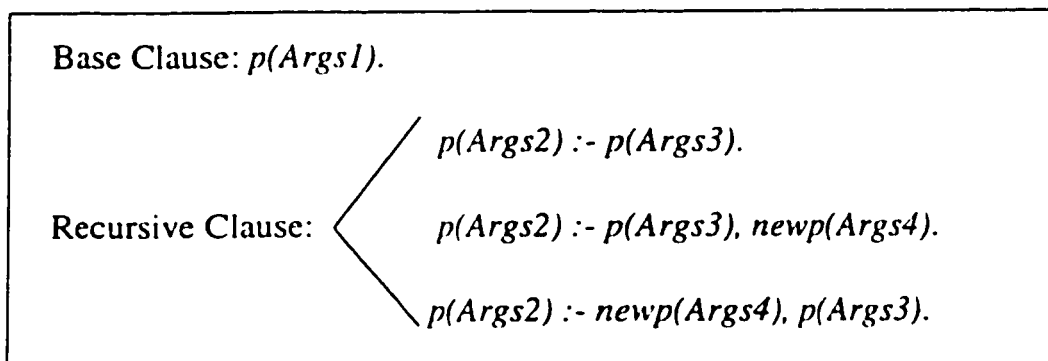 Base Clause: p(Args1).
p(Args2) :- p(Args3).
Recursive Clause: p(Args2) :- p(Args3), newp(Args4).
p(Args2) :- newp(Args4), p(Args3).